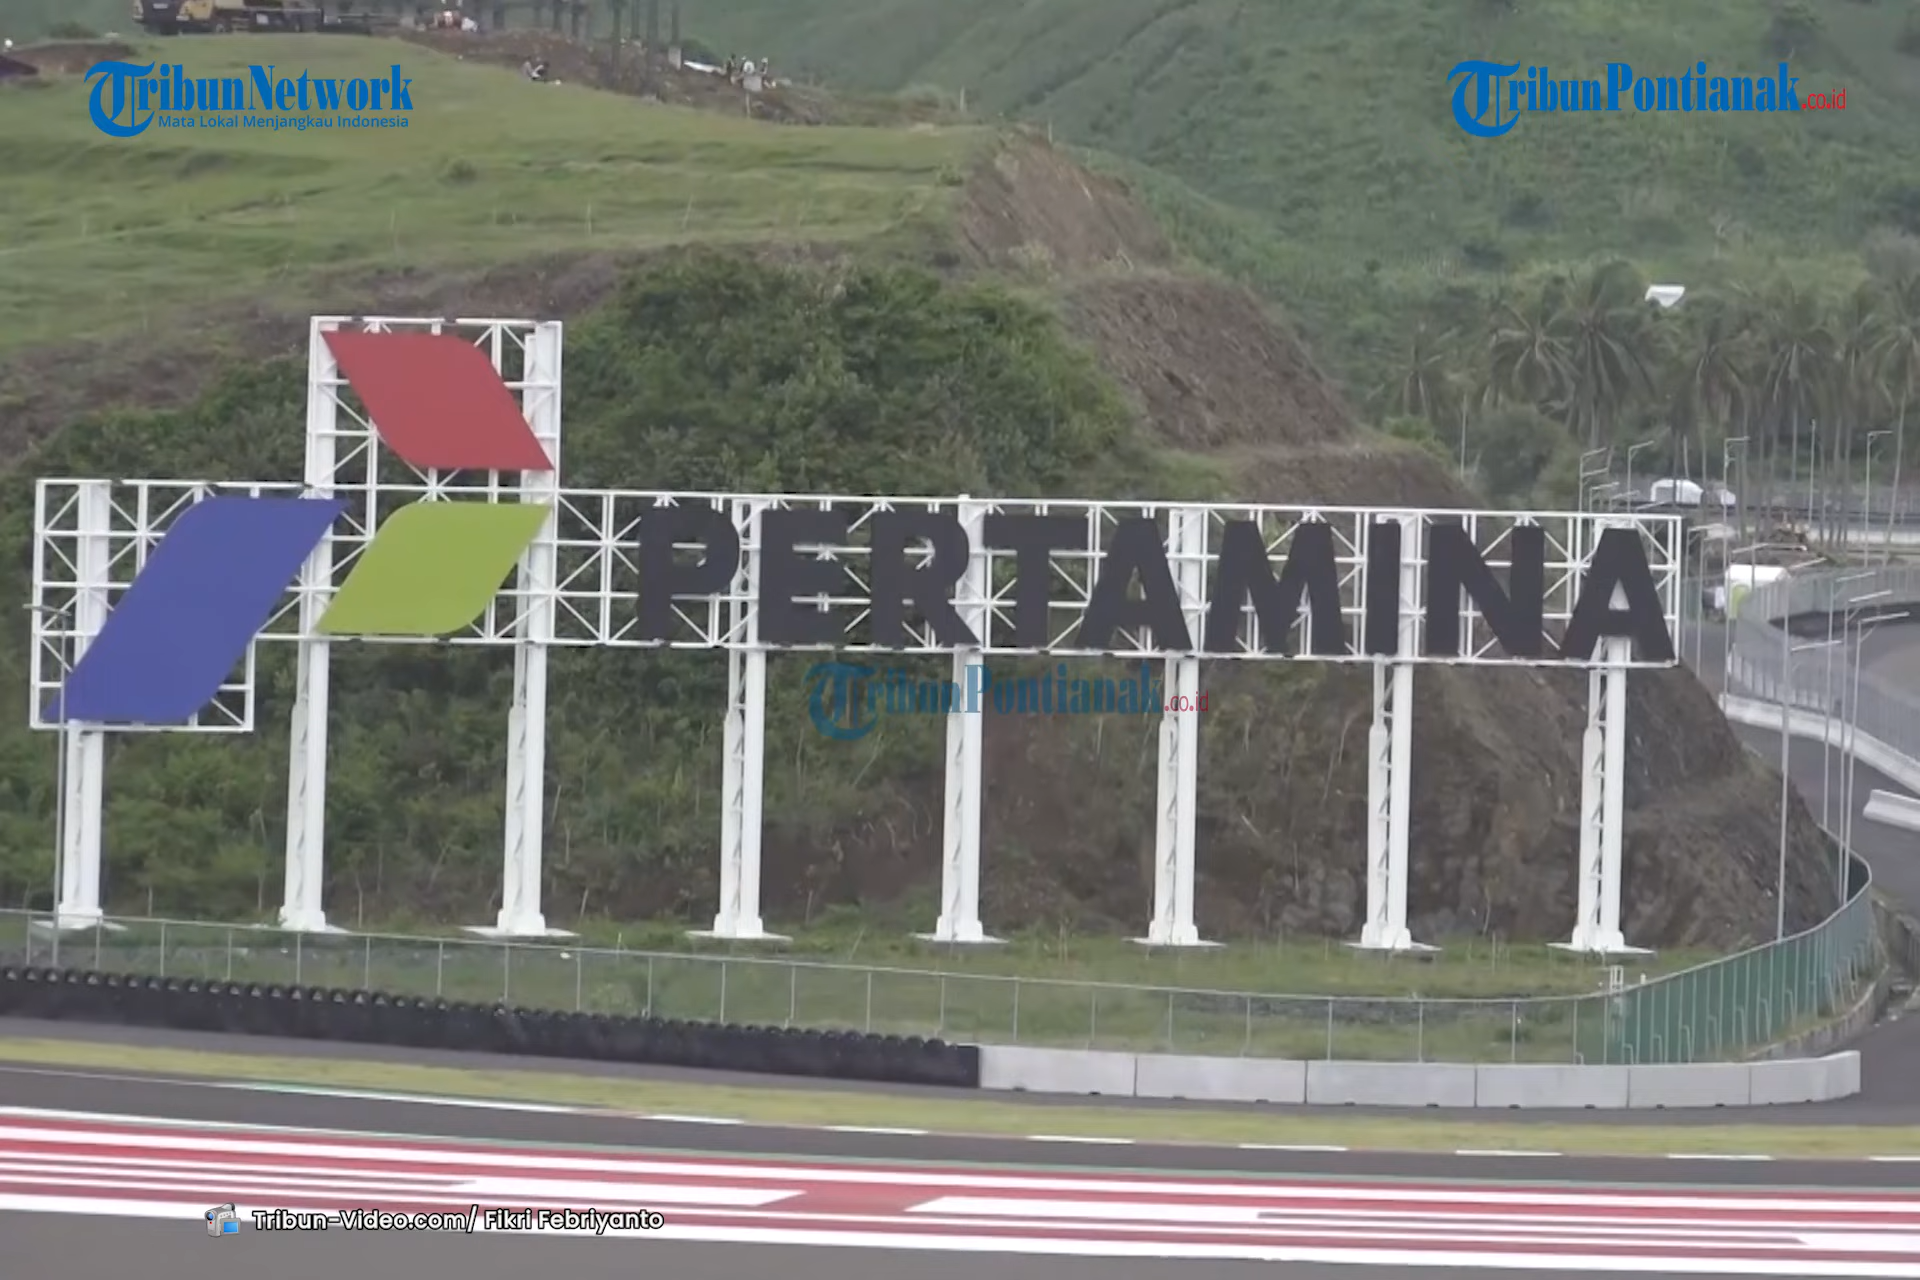 TribunNetwork
Mata Lokal Menjangkau Indonesia
TribunPontianak.co.id
PERTAMINA
TribunPontianak.co.id
Tribun-Video.com/ Fikri Febriyanto